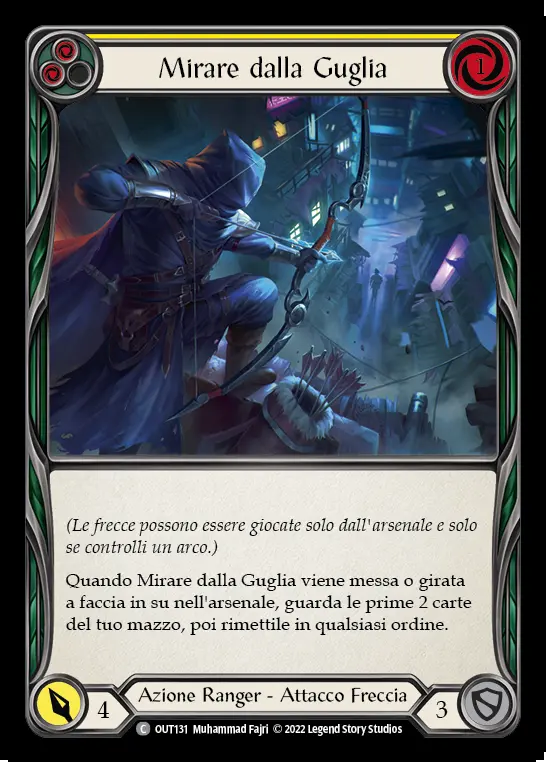 Mirare dalla Guglia
1
(Le frecce possono essere giocate solo dall'arsenale e solo
se controlli un arco.)
Quando Mirare dalla Guglia viene messa o girata
a faccia in su nell'arsenale, guarda le prime 2 carte
del tuo mazzo, poi rimettile in qualsiasi ordine.
4
Azione Ranger - Attacco Freccia
3
C OUT131 Muhammad Fajri © 2022 Legend Story Studios